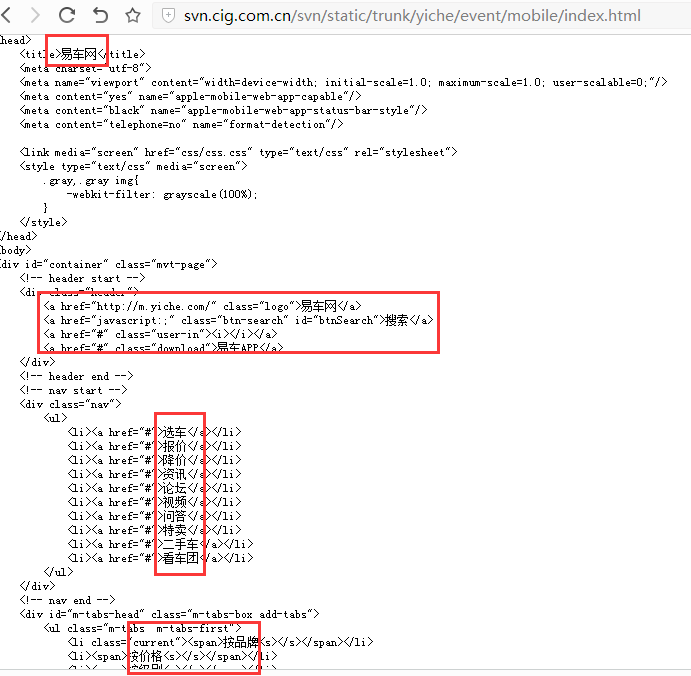 svn.cig.com.cn/svn/static/trunk/yiche/event/mobile/index.html
head>
<title>易车网</title>
<meta charset="utf-8">
<meta name="viewport" content="width=device-width; initial-scale=1.0; maximum-scale=1.0; user-scalable=0;"/>
<meta content="yes" name="apple-mobile-web-app-capable"/>
<meta content="black" name="apple-mobile-web-app-status-bar-style"/>
<meta content="telephone=no" name="format-detection"/>
<link media="screen" href="css/css.css" type="text/css" rel="stylesheet">
<style type="text/css" media="screen">
.gray,.gray img{
-webkit-filter: grayscale(100%);
}
</style>
/head>
body>
div id="container" class="mvt-page">
<!-- header start -->
<div class="header">
<a href="http://m.yiche.com/" class="logo">易车网</a>
<a href="javascript:;" class="btn-search" id="btnSearch">搜索</a>
<a href="#" class="user-in"><i></i></a>
<a href="#" class="download">易车APP</a>
</div>
<!-- header end -->
<!-- nav start -->
<div class="nav">
<ul>
<li><a href="#">选车</a></li>
<li><a href="#">报价</a></li>
<li><a href="#">降价</a></li>
<li><a href="#">资讯</a></li>
<li><a href="#">论坛</a></li>
<li><a href="#">视频</a></li>
<li><a href="#">问答</a></li>
<li><a href="#">特卖</a></li>
<li><a href="#">二手车</a></li>
<li><a href="#">看车团</a></li>
</ul>
</div>
<!-- nav end -->
<div id="m-tabs-head" class="m-tabs-box add-tabs">
<ul class="m-tabs  m-tabs-first">
<li class="current"><span>按品牌<s></s></span></li>
<li><span>按价格<s></s></span></li>